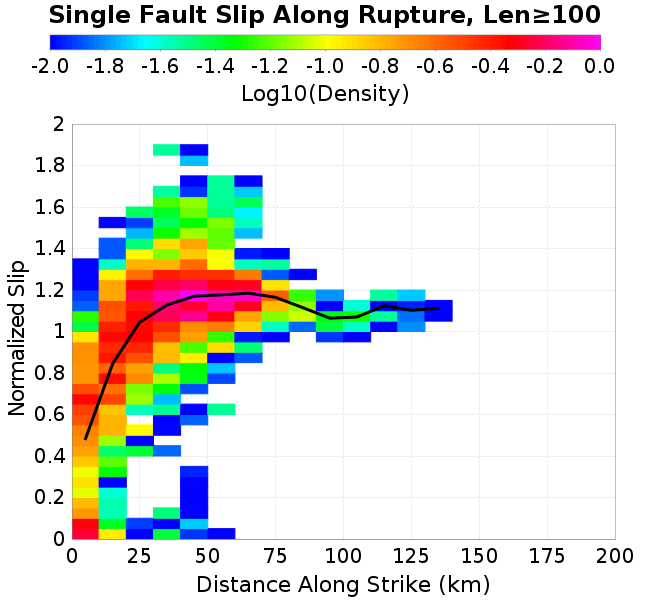 Single Fault Slip Along Rupture, Len≥100
-2.0 -1.8 -1.6 -1.4 -1.2 -1.0 -0.8 -0.6 -0.4 -0.2 0.0
Log10(Density)
2
1.8
1.6
1.4
1.2
1
0.8
0.6
0.4
0.2
0
Normalized Slip
0 25 50 75 100 125 150 175 200
Distance Along Strike (km)